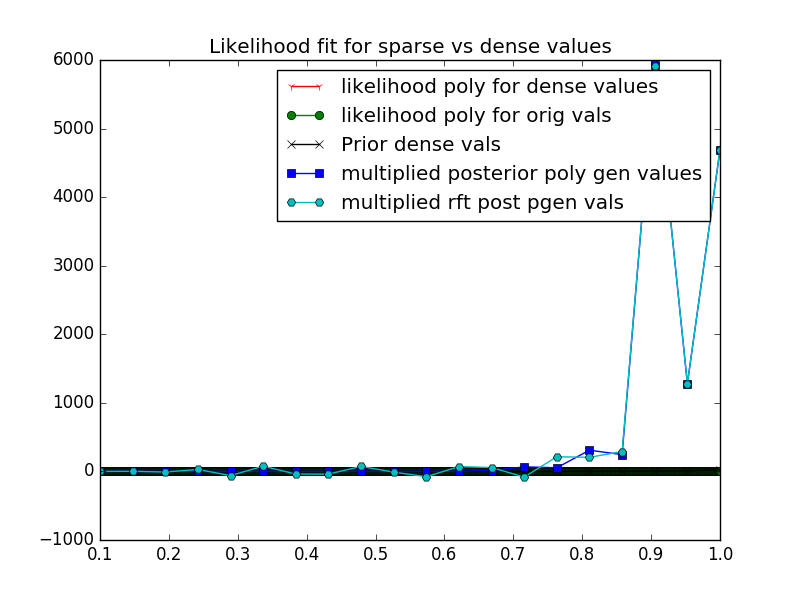 Likelihood fit for sparse vs dense values
6000
5000
4000
3000
2000
1000
0
−1000
likelihood poly for dense values
likelihood poly for orig vals
Prior dense vals
multiplied posterior poly gen values
multiplied rft post pgen vals
0.1 0.2 0.3 0.4 0.5 0.6 0.7 0.8 0.9 1.0